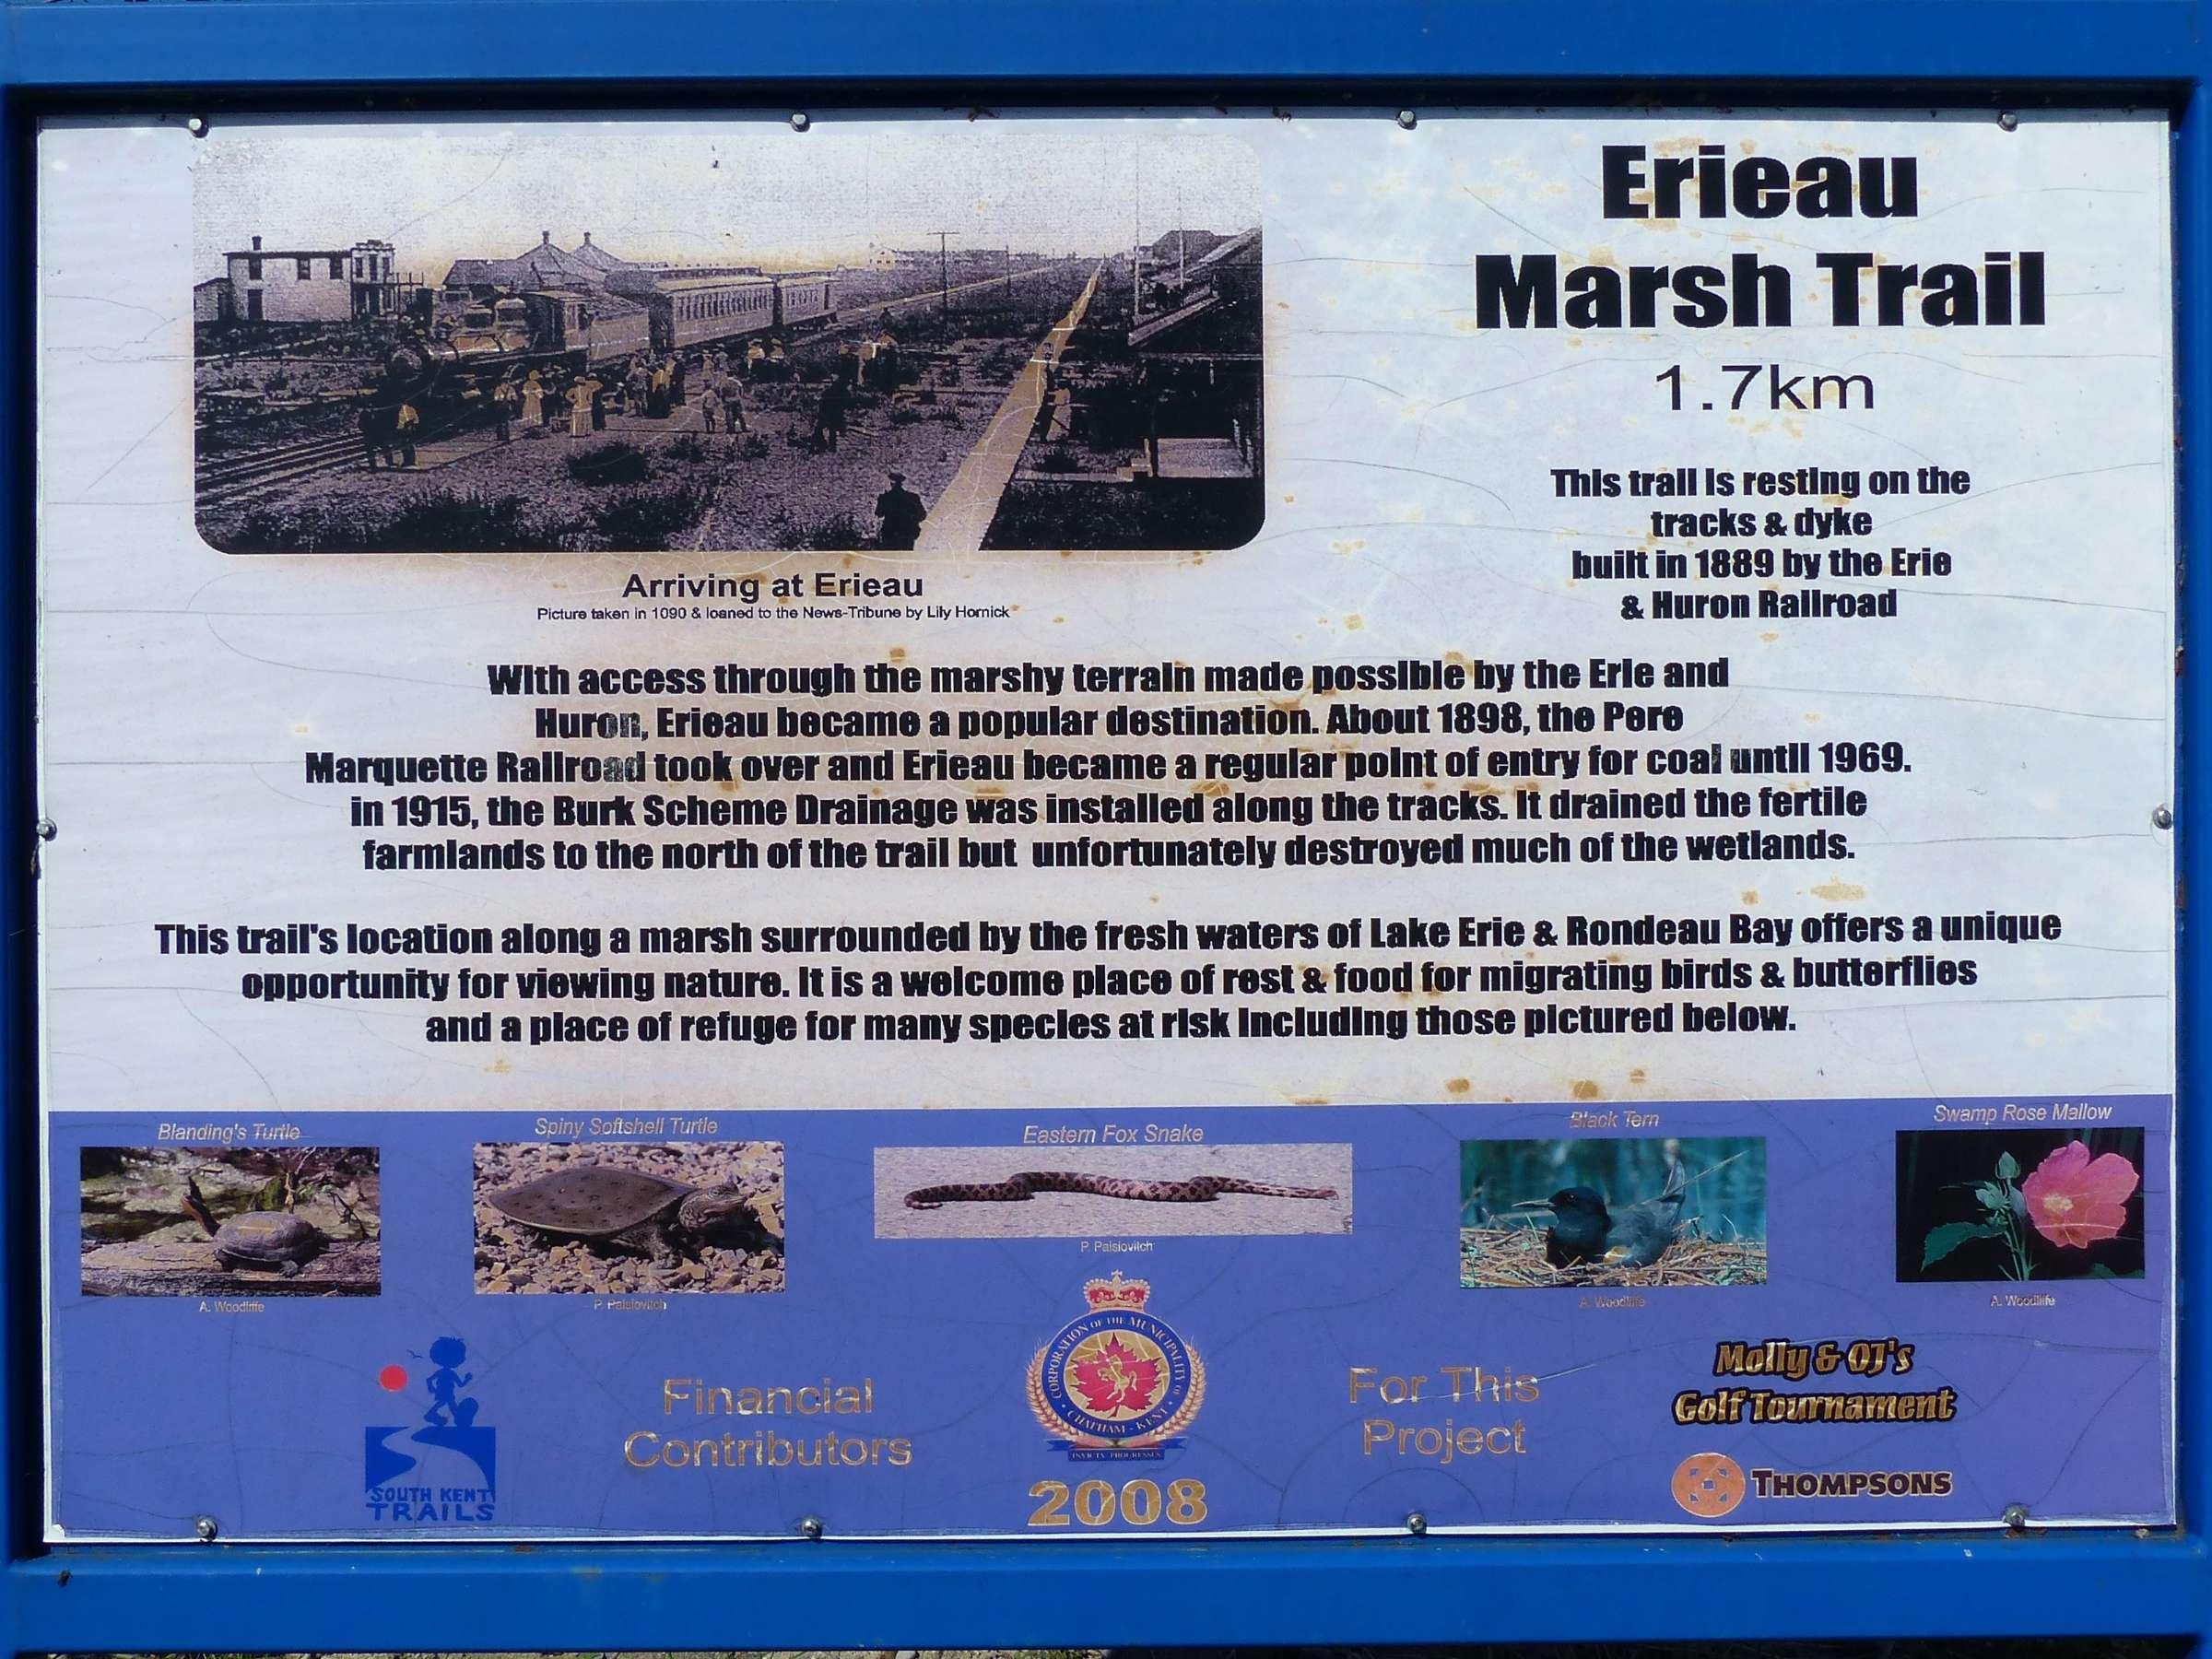 Erieau
Marsh Trail
1.7km
This trail is resting on the
tracks & dyke
built in 1889 by the Erie
& Huron Railroad
Arriving at Erieau
Picture taken in 1090 & loaned to the News-Tribune by Lily Hornick
With access through the marshy terrain made possible by the Erie and
Huron, Erieau became a popular destination. About 1898, the Pere
Marquette Railroad took over and Erieau became a regular point of entry for coal until 1969.
in 1915, the Burk Scheme Drainage was installed along the tracks. It drained the fertile
farmlands to the north of the trail but unfortunately destroyed much of the wetlands.
This trail's location along a marsh surrounded by the fresh waters of Lake Erie & Rondeau Bay offers a unique
opportunity for viewing nature. It is a welcome place of rest & food for migrating birds & butterflies
and a place of refuge for many species at risk including those pictured below.
Blanding's Turtle
Spiny Softshell Turtle
Eastern Fox Snake
Black Tern
Swamp Rose Mallow
A. Woodliffe
P. Paislovitch
P. Paislovitch
A. Woodliffe
A. Woodliffe
SOUTH KENT
TRAILS
Financial
Contributors
CORPORATION OF THE MUNICIPALITY OF
CHATHAM - KENT
INVICTA PROGRESSUS
2008
For This
Project
Molly & OJ's
Golf Tournament
THOMPSONS